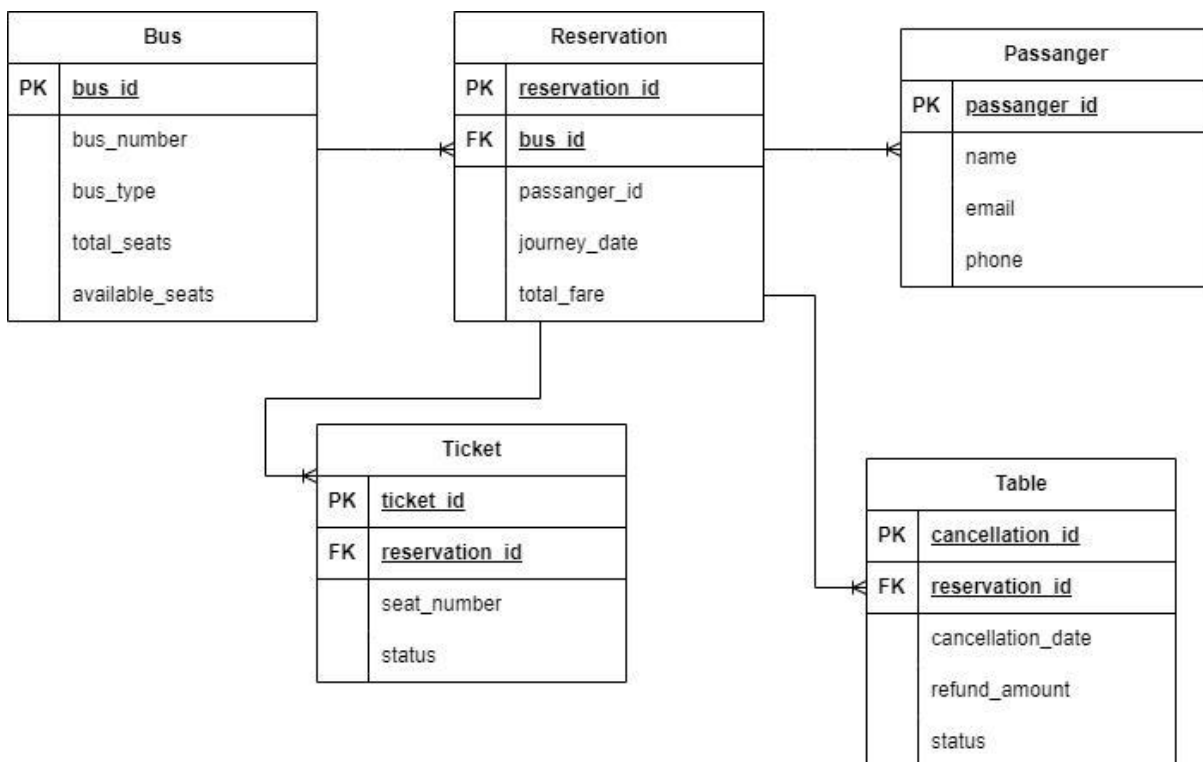 Bus
PK bus_id
bus_number
bus_type
total_seats
available_seats
Reservation
PK reservation_id
FK bus_id
passanger_id
journey_date
total_fare
Passanger
PK passanger_id
name
email
phone
Ticket
PK ticket_id
FK reservation_id
seat_number
status
Table
PK cancellation_id
FK reservation_id
cancellation_date
refund_amount
status